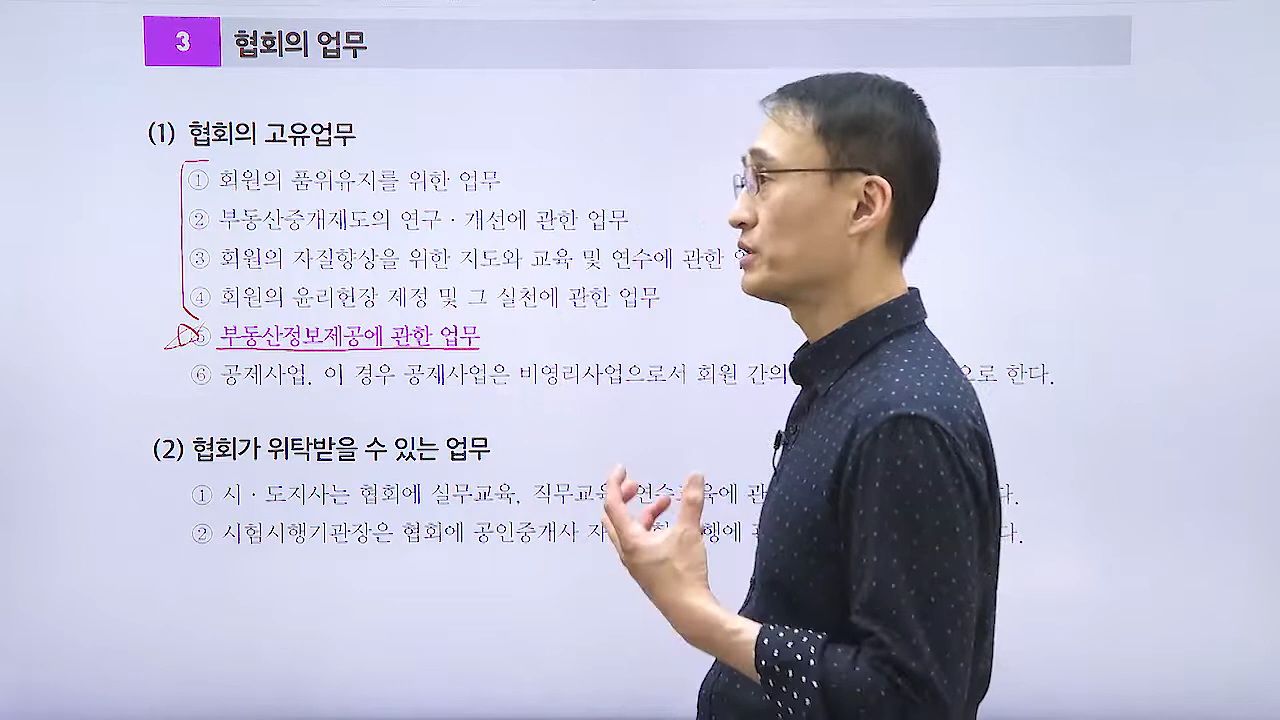 3 협회의 업무
(1) 협회의 고유업무
① 회원의 품위유지를 위한 업무
② 부동산중개제도의 연구 · 개선에 관한 업무
③ 회원의 자질향상을 위한 지도와 교육 및 연수에 관한
④ 회원의 윤리헌장 제정 및 그 실천에 관한 업무
⑤ 부동산정보제공에 관한 업무
⑥ 공제사업. 이 경우 공제사업은 비영리사업으로서 회원 간의 으로 한다.
(2) 협회가 위탁받을 수 있는 업무
① 시 · 도지사는 협회에 실무교육, 직무교육 연수교육에 다.
② 시험시행기관장은 협회에 공인중개사 다.